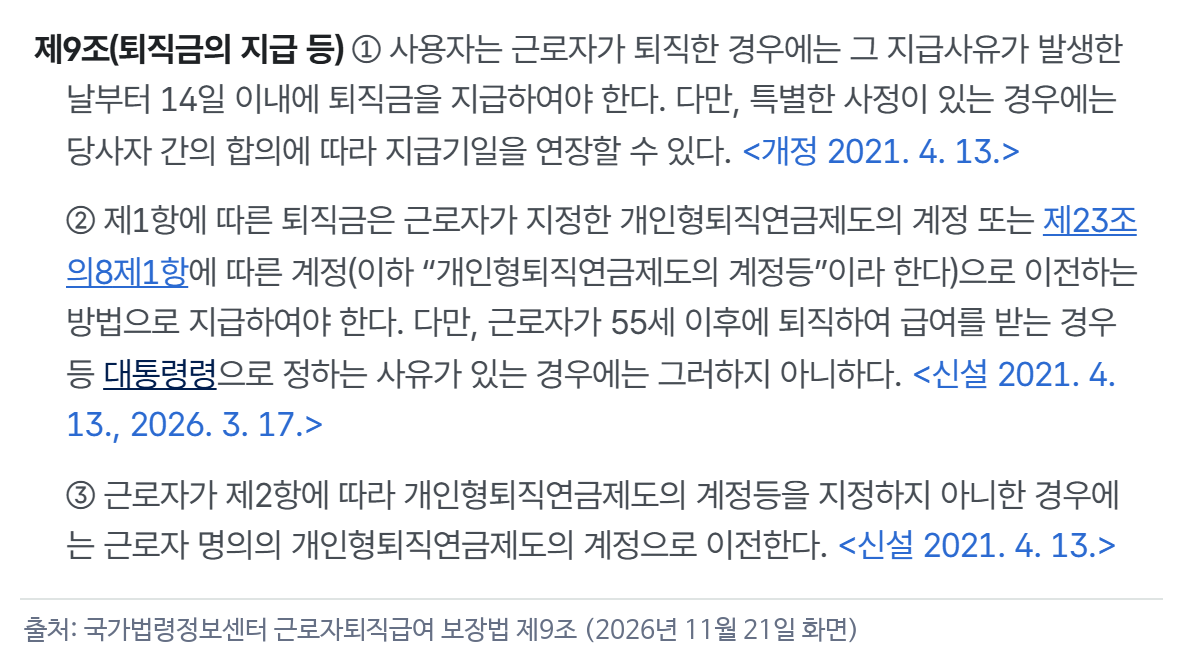 제9조(퇴직금의 지급 등) ① 사용자는 근로자가 퇴직한 경우에는 그 지급사유가 발생한
날부터 14일 이내에 퇴직금을 지급하여야 한다. 다만, 특별한 사정이 있는 경우에는
당사자 간의 합의에 따라 지급기일을 연장할 수 있다. <개정 2021. 4. 13.>
② 제1항에 따른 퇴직금은 근로자가 지정한 개인형퇴직연금제도의 계정 또는 제23조
의8제1항에 따른 계정(이하 “개인형퇴직연금제도의 계정등”이라 한다)으로 이전하는
방법으로 지급하여야 한다. 다만, 근로자가 55세 이후에 퇴직하여 급여를 받는 경우
등 대통령령으로 정하는 사유가 있는 경우에는 그러하지 아니하다. <신설 2021. 4.
13., 2026. 3. 17.>
③ 근로자가 제2항에 따라 개인형퇴직연금제도의 계정등을 지정하지 아니한 경우에
는 근로자 명의의 개인형퇴직연금제도의 계정으로 이전한다. <신설 2021. 4. 13.>
출처: 국가법령정보센터 근로자퇴직급여 보장법 제9조 (2026년 11월 21일 화면)